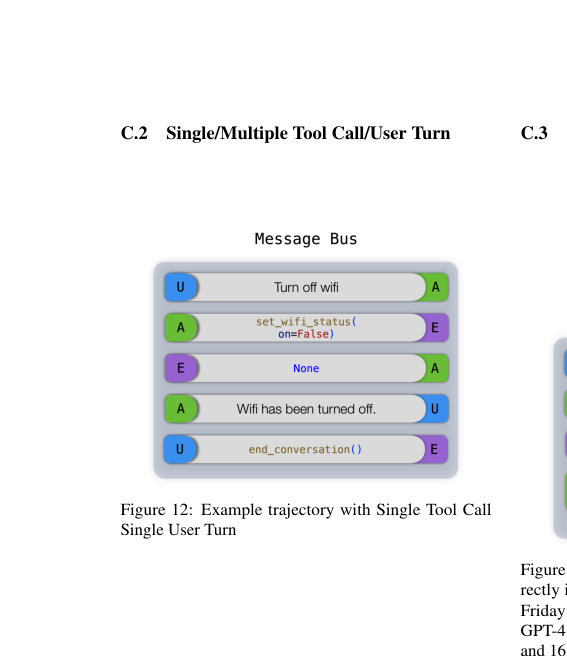 C.2 Single/Multiple Tool Call/User Turn
Message Bus
U Turn off wifi A
A set_wifi_status( E
on=False)
E None A
A Wifi has been turned off. U
U end_conversation() E
Figure 12: Example trajectory with Single Tool Call
Single User Turn
C.3
Figure
rectly i
Friday
GPT-4
and 16